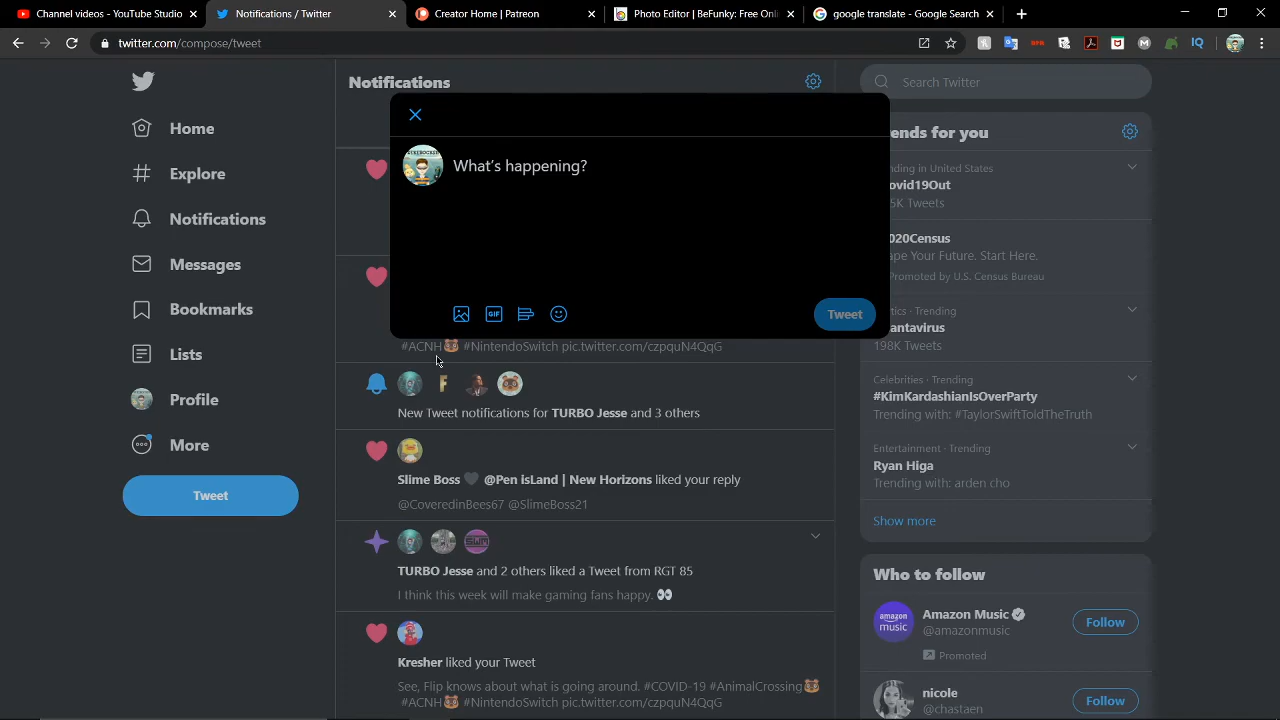 Channel videos - YouTube Studio
Notifications / Twitter
Creator Home | Patreon
Photo Editor | BeFunky: Free Onli
google translate - Google Search
twitter.com/compose/tweet
Home
Explore
Notifications
Messages
Bookmarks
Lists
Profile
More
Tweet
Notifications
What's happening?
GIF
Tweet
#ACNH #NintendoSwitch pic.twitter.com/czpquN4QqG
New Tweet notifications for TURBO Jesse and 3 others
Slime Boss 🖤 @Pen isLand | New Horizons liked your reply
@CoveredinBees67 @SlimeBoss21
TURBO Jesse and 2 others liked a Tweet from RGT 85
I think this week will make gaming fans happy. 👀
Kresher liked your Tweet
See, Flip knows about what is going around. #COVID-19 #AnimalCrossing
#ACNH #NintendoSwitch pic.twitter.com/czpquN4QqG
Search Twitter
ends for you
nding in United States
ovid19Out
5K Tweets
020Census
ape Your Future. Start Here.
Promoted by U.S. Census Bureau
tics · Trending
antavirus
198K Tweets
Celebrities · Trending
#KimKardashianIsOverParty
Trending with: #TaylorSwiftToldTheTruth
Entertainment · Trending
Ryan Higa
Trending with: arden cho
Show more
Who to follow
Amazon Music
@amazonmusic
Promoted
Follow
nicole
@chastaen
Follow